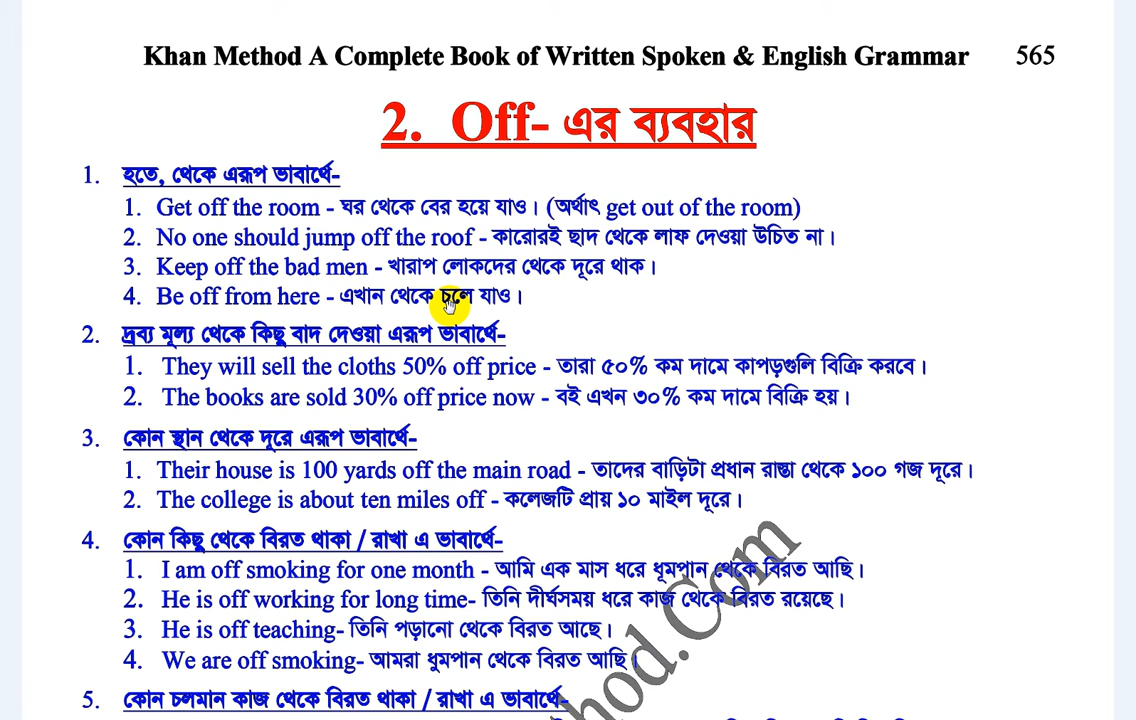 Khan Method A Complete Book of Written Spoken & English Grammar 565
2. Off- এর ব্যবহার
1. হতে, থেকে এরূপ ভাবার্থে-
1. Get off the room - ঘর থেকে বের হয়ে যাও। (অর্থাৎ get out of the room)
2. No one should jump off the roof - কারোরই ছাদ থেকে লাফ দেওয়া উচিত না।
3. Keep off the bad men - খারাপ লোকদের থেকে দূরে থাক।
4. Be off from here - এখান থেকে চলে যাও।
2. দ্রব্য মূল্য থেকে কিছু বাদ দেওয়া এরূপ ভাবার্থে-
1. They will sell the cloths 50% off price - তারা ৫০% কম দামে কাপড়গুলি বিক্রি করবে।
2. The books are sold 30% off price now - বই এখন ৩০% কম দামে বিক্রি হয়।
3. কোন স্থান থেকে দূরে এরূপ ভাবার্থে-
1. Their house is 100 yards off the main road - তাদের বাড়িটা প্রধান রাস্তা থেকে ১০০ গজ দূরে।
2. The college is about ten miles off - কলেজটি প্রায় ১০ মাইল দূরে।
4. কোন কিছু থেকে বিরত থাকা / রাখা এ ভাবার্থে-
1. I am off smoking for one month - আমি এক মাস ধরে ধূমপান থেকে বিরত আছি।
2. He is off working for long time- তিনি দীর্ঘসময় ধরে কাজ থেকে বিরত রয়েছে।
3. He is off teaching- তিনি পড়ানো থেকে বিরত আছে।
4. We are off smoking- আমরা ধুমপান থেকে বিরত আছি।
5. কোন চলমান কাজ থেকে বিরত থাকা / রাখা এ ভাবার্থে-
hod.Com